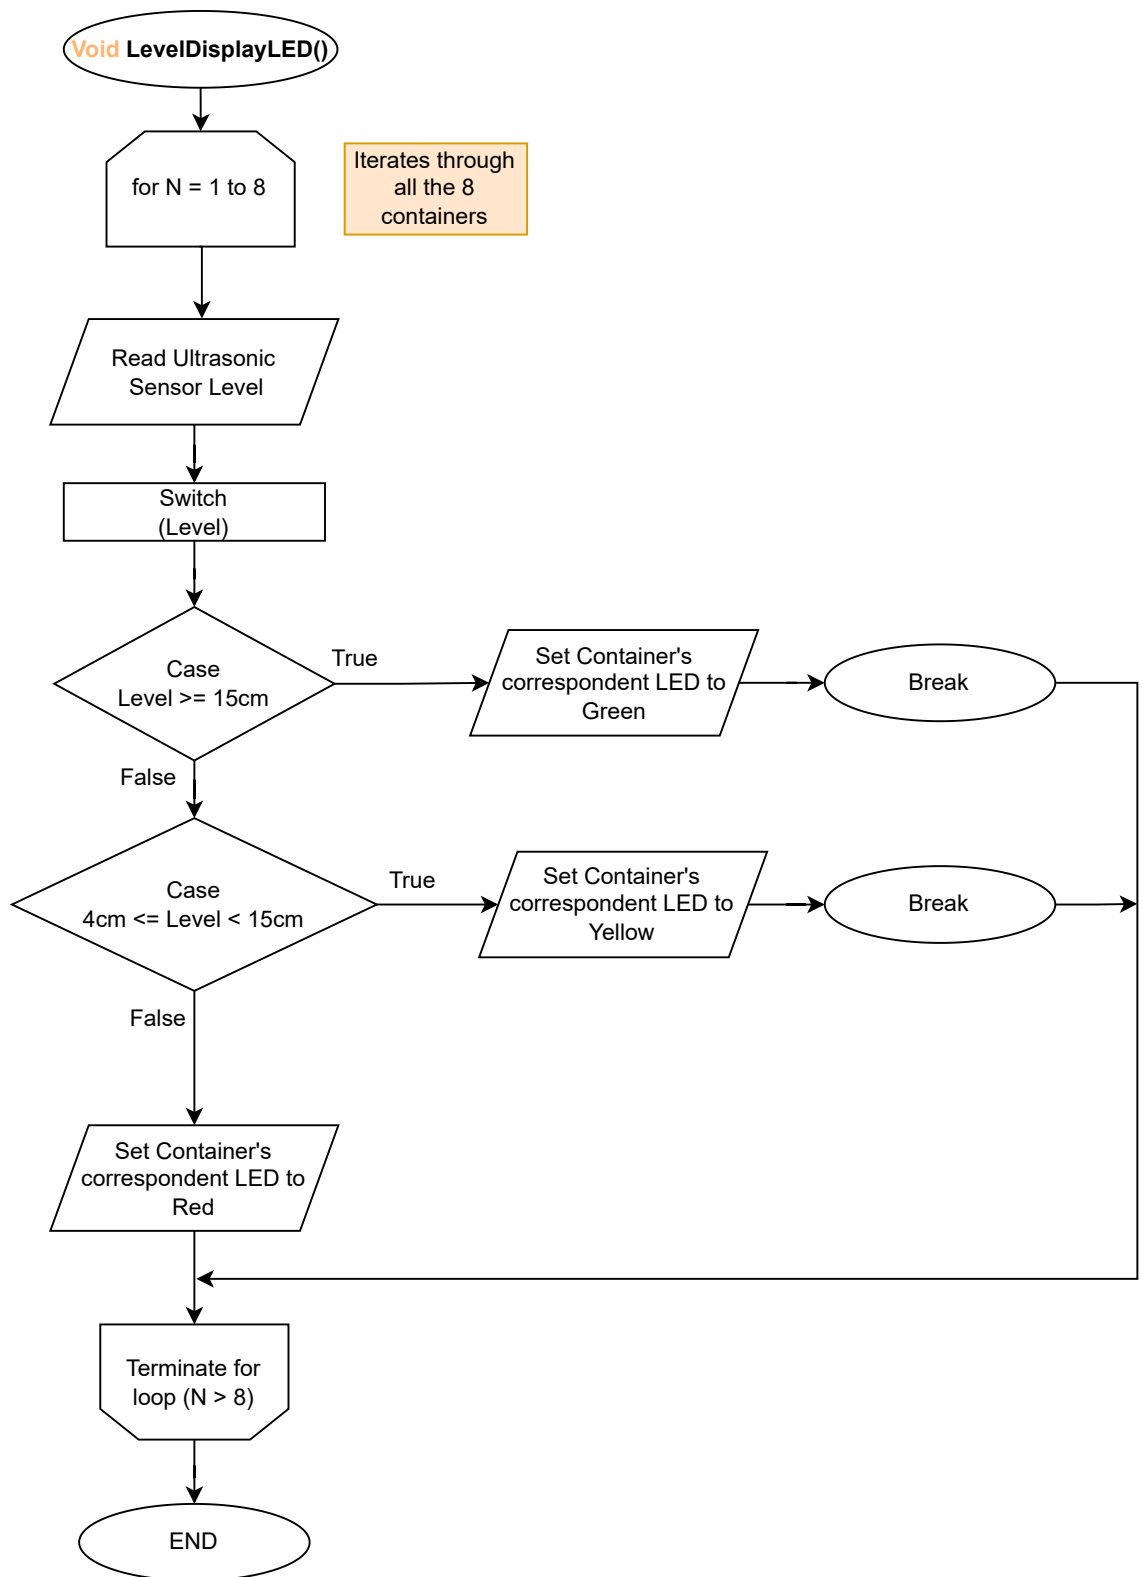 Void LevelDisplayLED()
for N = 1 to 8
Iterates through
all the 8
containers
Read Ultrasonic
Sensor Level
Switch
(Level)
Case
Level >= 15cm
True
Set Container's
correspondent LED to
Green
Break
False
Case
4cm <= Level < 15cm
True
Set Container's
correspondent LED to
Yellow
Break
False
Set Container's
correspondent LED to
Red
Terminate for
loop (N > 8)
END